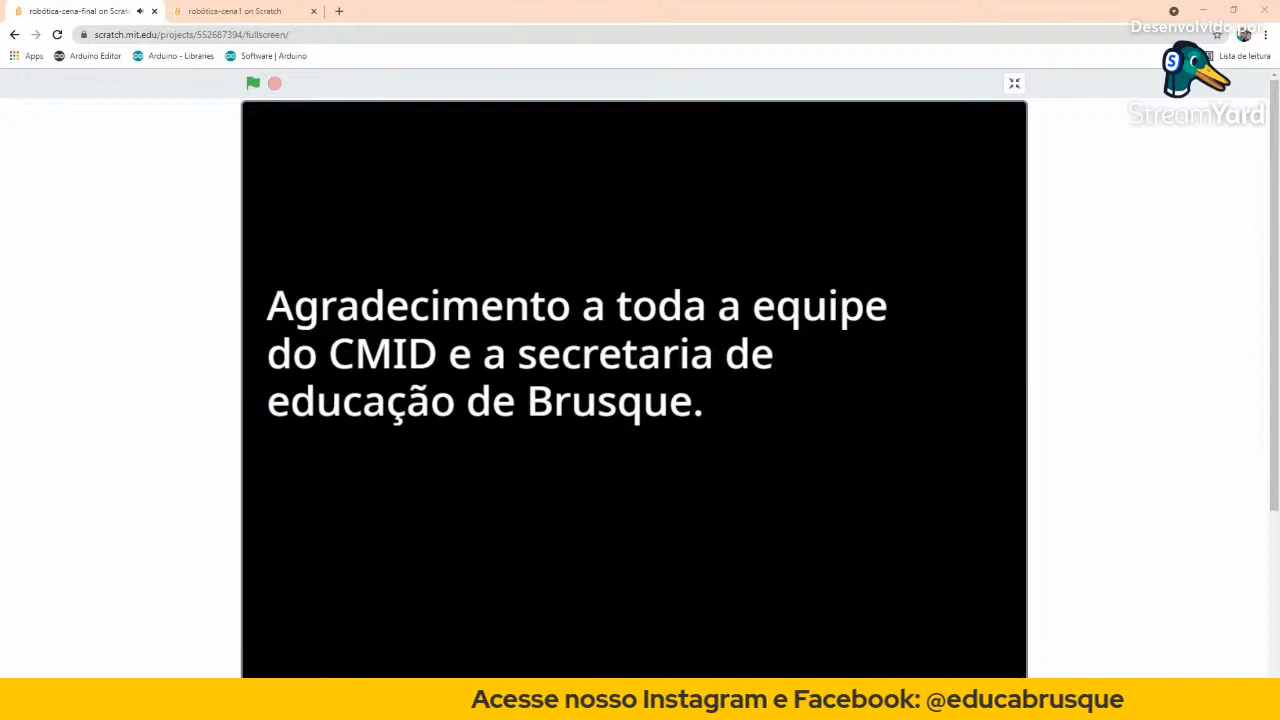 robótica-cena-final on Scratc
robótica-cena1 on Scratch
scratch.mit.edu/projects/552687394/fullscreen/
Desenvolvido por
Apps
Arduino Editor
Arduino - Libraries
Software | Arduino
Lista de leitura
S
StreamYard
Agradecimento a toda a equipe
do CMID e a secretaria de
educação de Brusque.
Acesse nosso Instagram e Facebook: @educabrusque